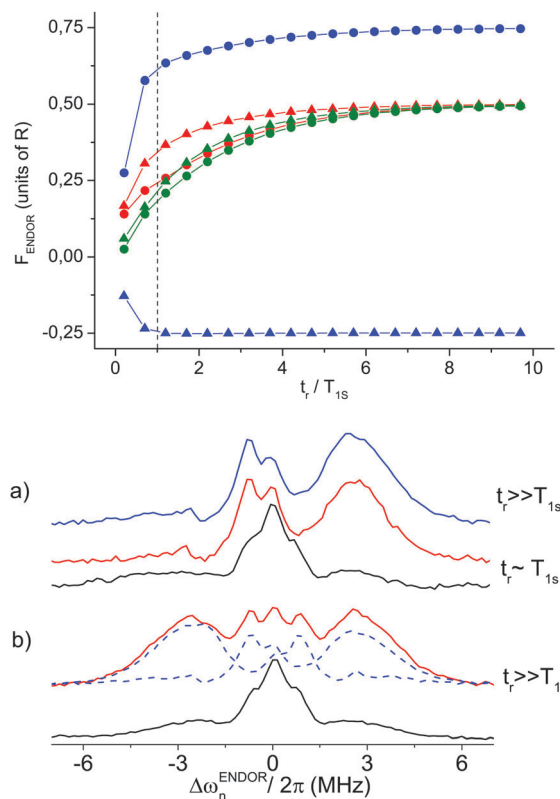 0,75
0,50
0,25
0,00
-0,25
F_ENDOR (units of R)
0 2 4 6 8 10
t_r / T_1S
a)
t_r>>T_1s
t_r~ T_1s
b)
t_r>>T_1
-6 -3 0 3 6
Δω_n^ENDOR/ 2π (MHz)